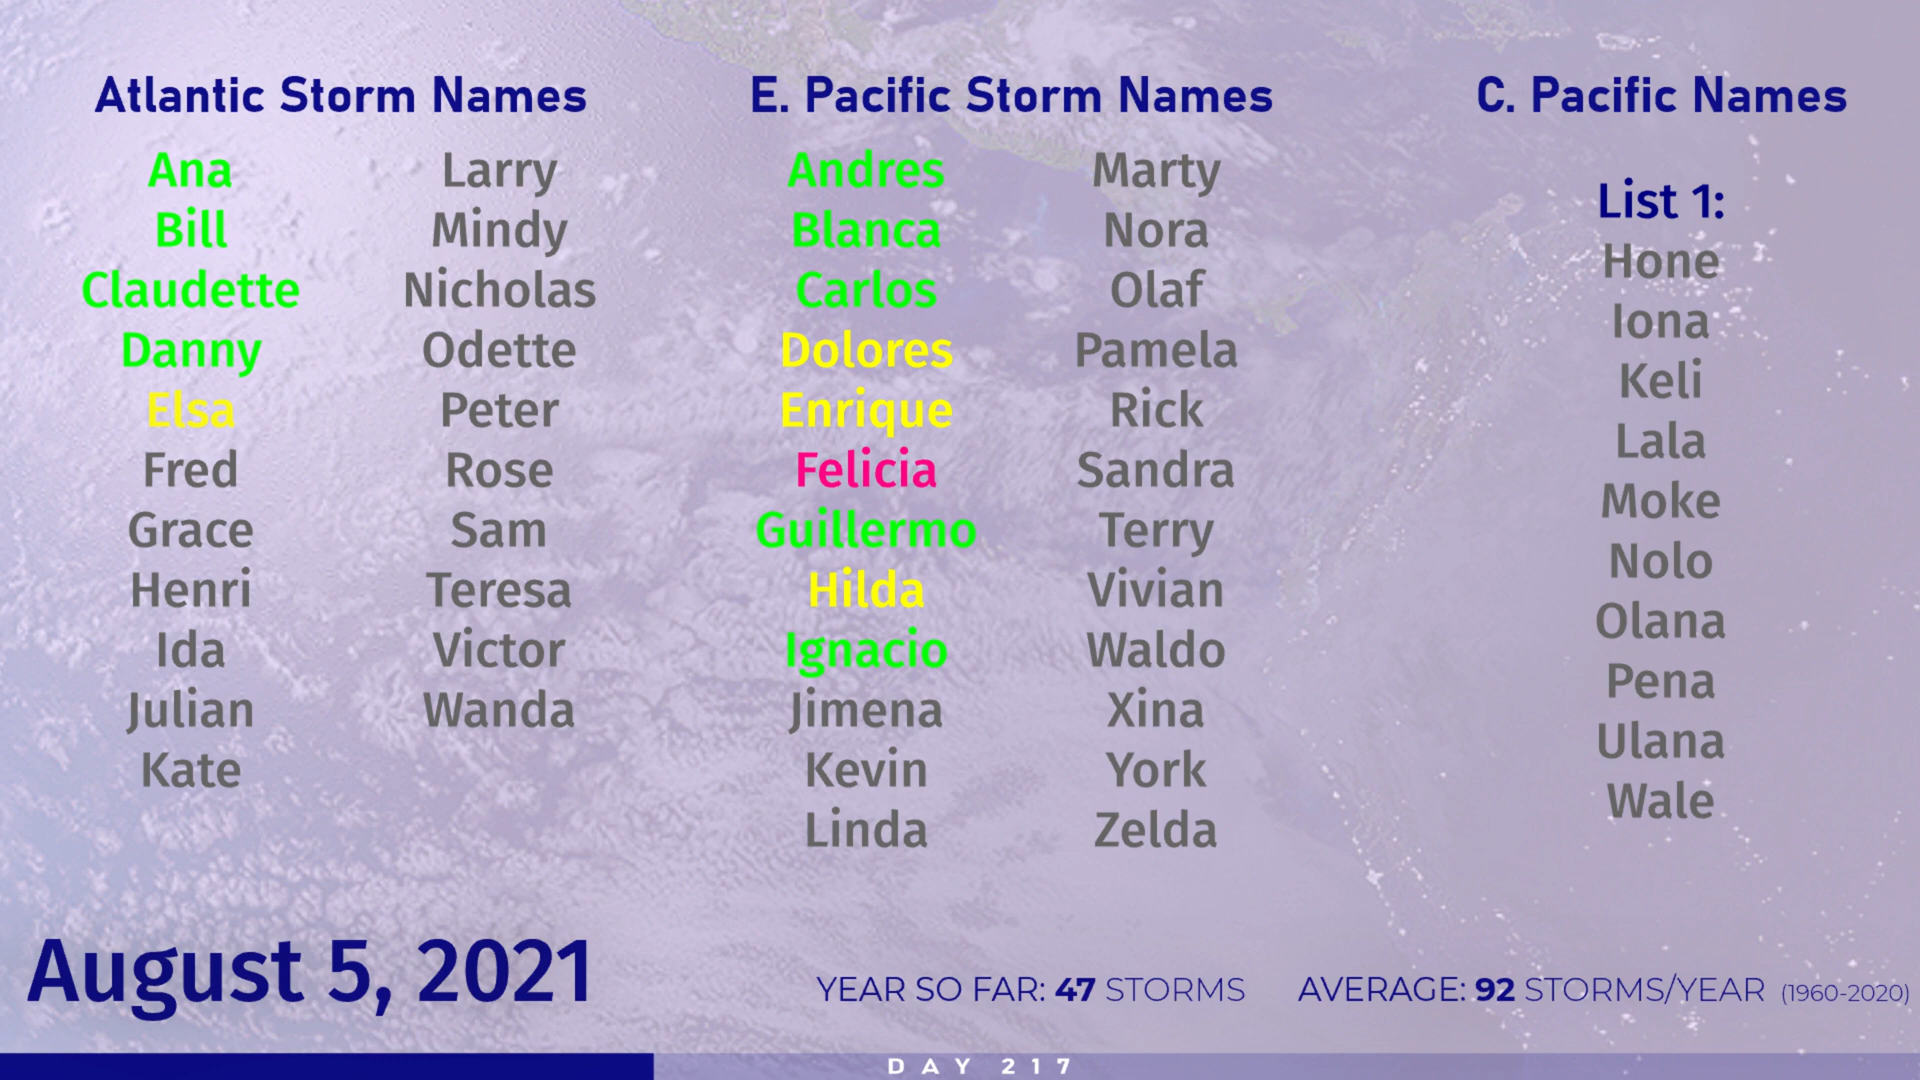 Atlantic Storm Names
Ana
Bill
Claudette
Danny
Elsa
Fred
Grace
Henri
Ida
Julian
Kate
Larry
Mindy
Nicholas
Odette
Peter
Rose
Sam
Teresa
Victor
Wanda
E. Pacific Storm Names
Andres
Blanca
Carlos
Dolores
Enrique
Felicia
Guillermo
Hilda
Ignacio
Jimena
Kevin
Linda
Marty
Nora
Olaf
Pamela
Rick
Sandra
Terry
Vivian
Waldo
Xina
York
Zelda
C. Pacific Names
List 1:
Hone
Iona
Keli
Lala
Moke
Nolo
Olana
Pena
Ulana
Wale
August 5, 2021
YEAR SO FAR: 47 STORMS
AVERAGE: 92 STORMS/YEAR (1960-2020)
DAY 217